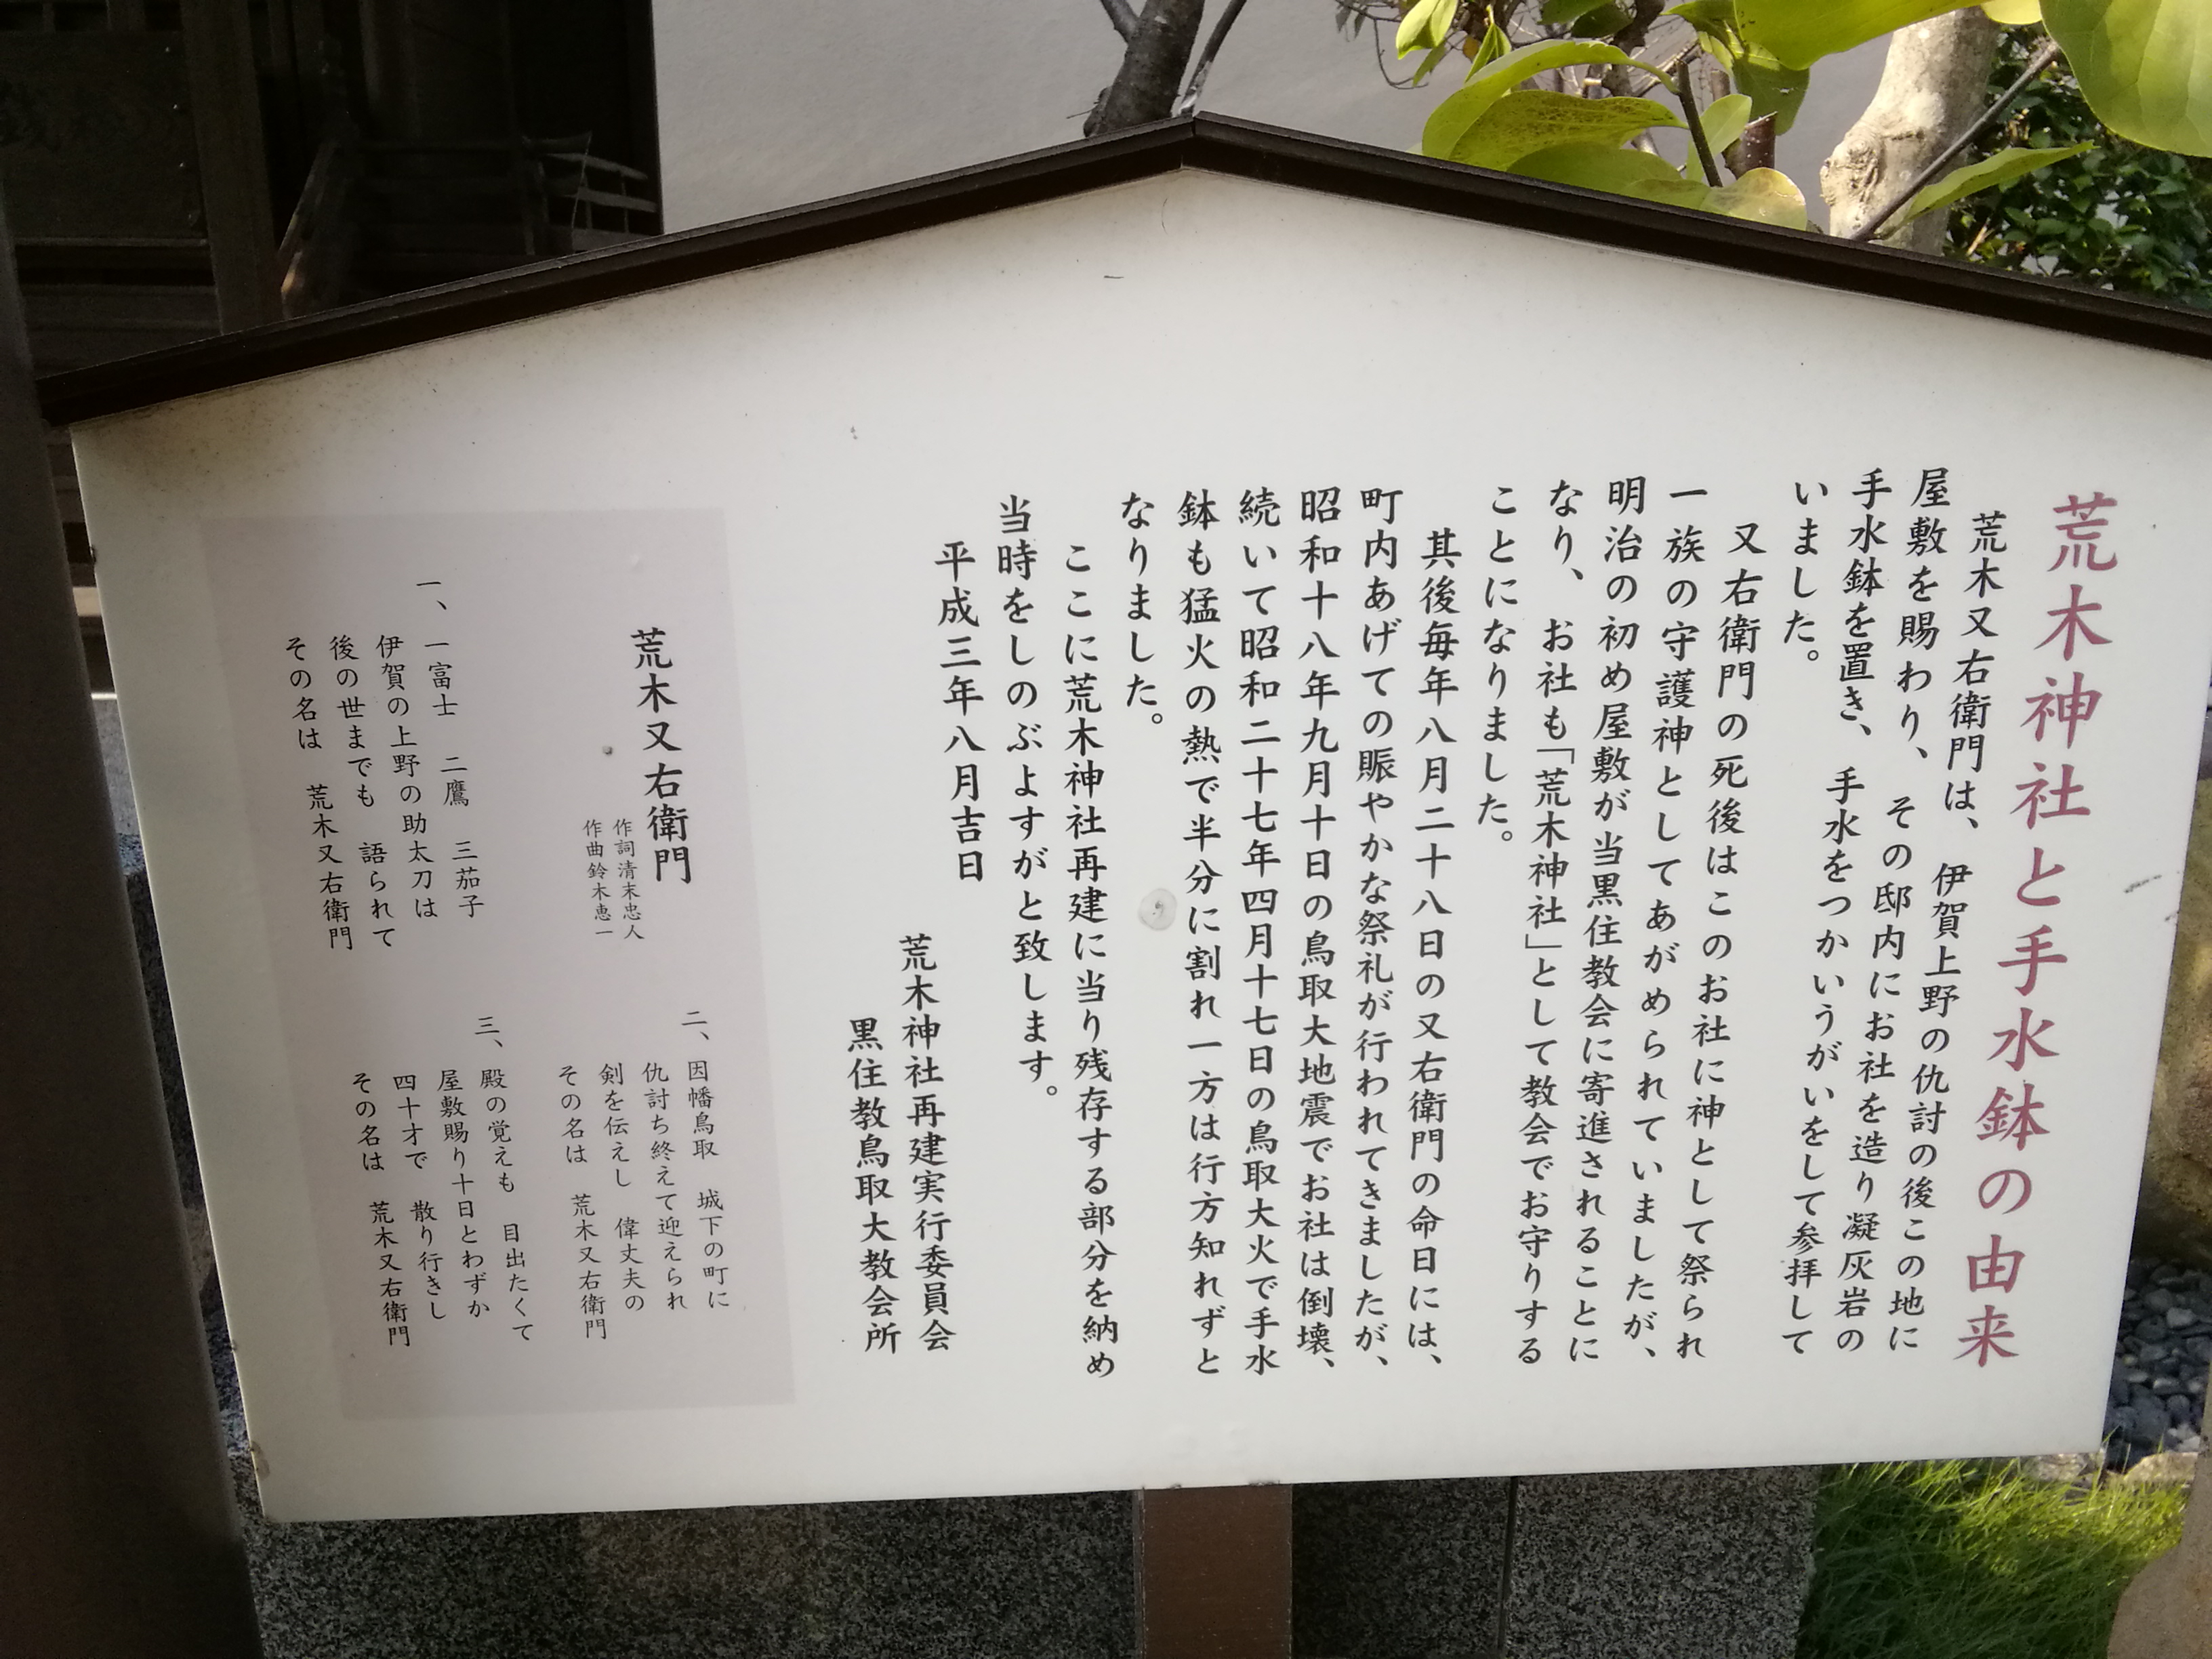 荒木神社と手水鉢の由来
荒木又右衛門は、伊賀上野の仇討の後この地に
屋敷を賜わり、その邸内にお社を造り凝灰岩の
手水鉢を置き、手水をつかいうがいをして参拝して
いました。
又右衛門の死後はこのお社に神として祭られ
一族の守護神としてあがめられていましたが、
明治の初め屋敷が当黒住教会に寄進されることに
なり、お社も「荒木神社」として教会でお守りする
ことになりました。
其後毎年八月二十八日の又右衛門の命日には、
町内あげての賑やかな祭礼が行われてきましたが、
昭和十八年九月十日の鳥取大地震でお社は倒壊、
続いて昭和二十七年四月十七日の鳥取大火で手水
鉢も猛火の熱で半分に割れ一方は行方知れずと
なりました。
ここに荒木神社再建に当り残存する部分を納め
当時をしのぶよすがと致します。
平成三年八月吉日
荒木神社再建実行委員会
黒住教鳥取大教会所
荒木又右衛門
作詞清末忠人
作曲鈴木恵一
一、一富士 二鷹 三茄子
伊賀の上野の助太刀は
後の世までも 語られて
その名は 荒木又右衛門
二、因幡鳥取 城下の町に
仇討ち終えて迎えられ
剣を伝えし 偉丈夫の
その名は 荒木又右衛門
三、殿の覚えも 目出たくて
屋敷賜り十日とわずか
四十才で 散り行きし
その名は 荒木又右衛門